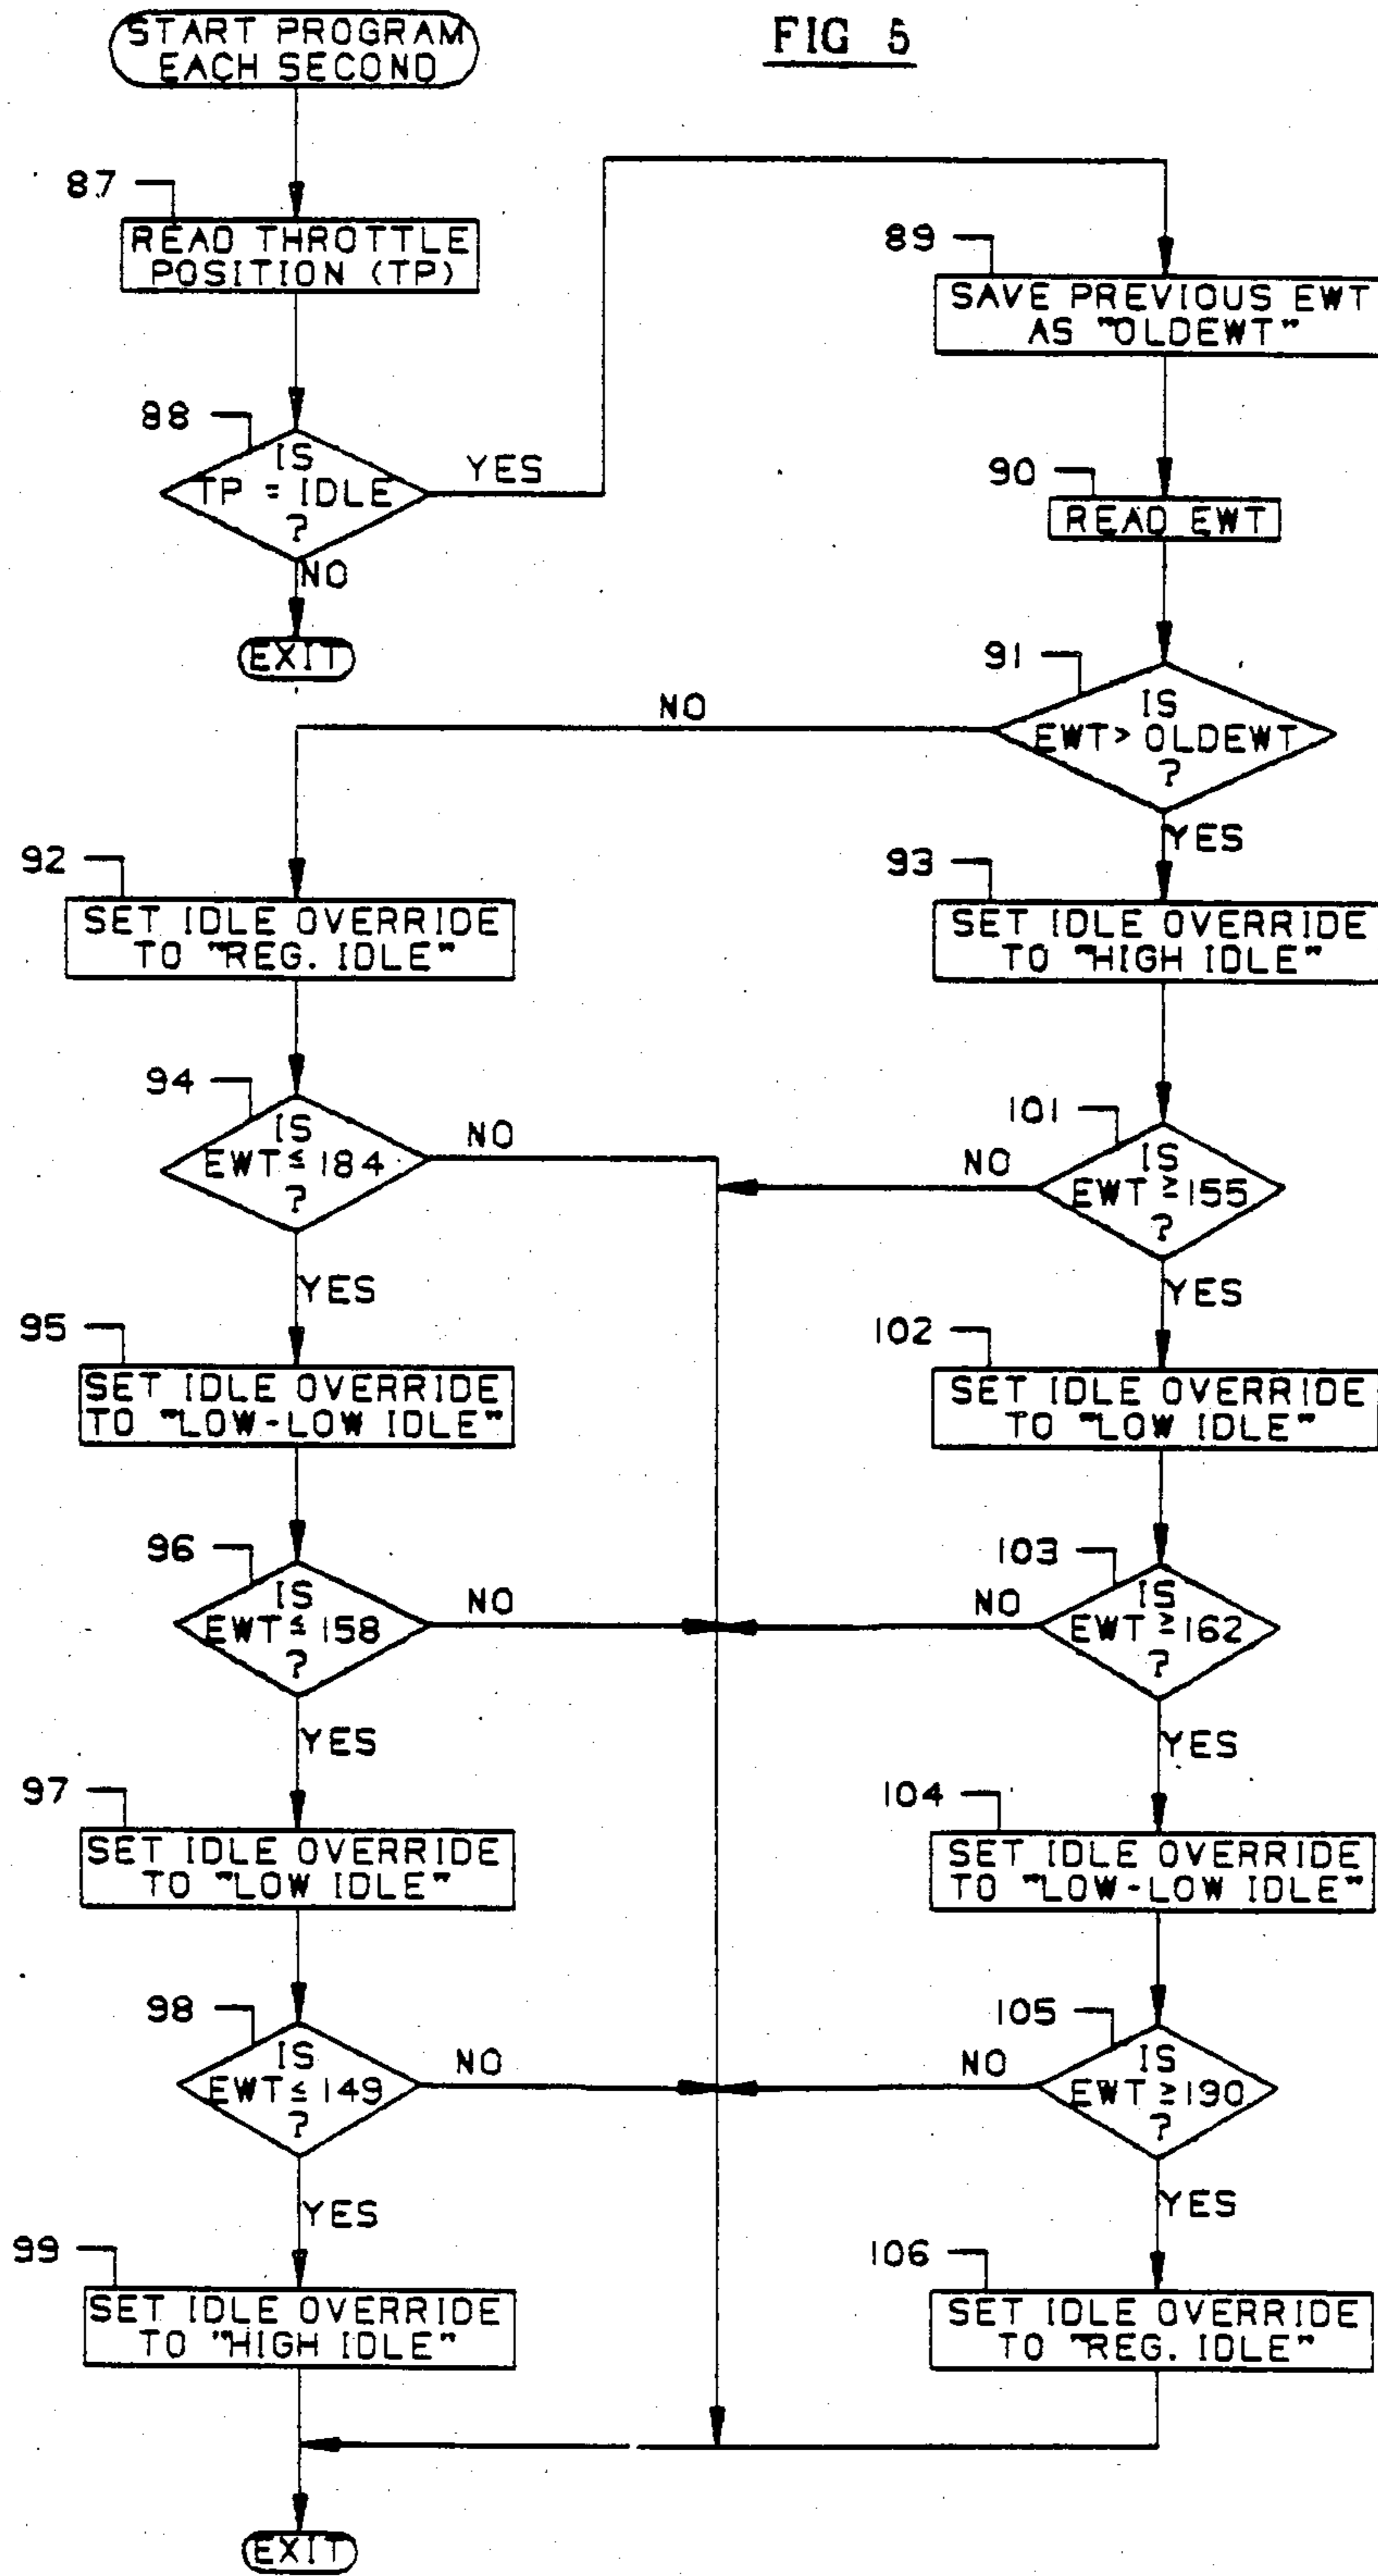 START PROGRAM
EACH SECOND
FIG 5
87
READ THROTTLE
POSITION (TP)
88
IS
TP = IDLE
?
YES
NO
EXIT
89
SAVE PREVIOUS EWT
AS "OLDEWT"
90
READ EWT
91
IS
EWT> OLDEWT
?
NO
YES
92
SET IDLE OVERRIDE
TO "REG. IDLE"
93
SET IDLE OVERRIDE
TO "HIGH IDLE"
94
IS
EWT ≤ 184
?
NO
YES
101
IS
EWT ≥ 155
?
NO
YES
95
SET IDLE OVERRIDE
TO "LOW-LOW IDLE"
102
SET IDLE OVERRIDE
TO "LOW IDLE"
96
IS
EWT ≤ 158
?
NO
YES
103
IS
EWT ≥ 162
?
NO
YES
97
SET IDLE OVERRIDE
TO "LOW IDLE"
104
SET IDLE OVERRIDE
TO "LOW-LOW IDLE"
98
IS
EWT ≤ 149
?
NO
YES
105
IS
EWT ≥ 190
?
NO
YES
99
SET IDLE OVERRIDE
TO "HIGH IDLE"
106
SET IDLE OVERRIDE
TO "REG. IDLE"
EXIT